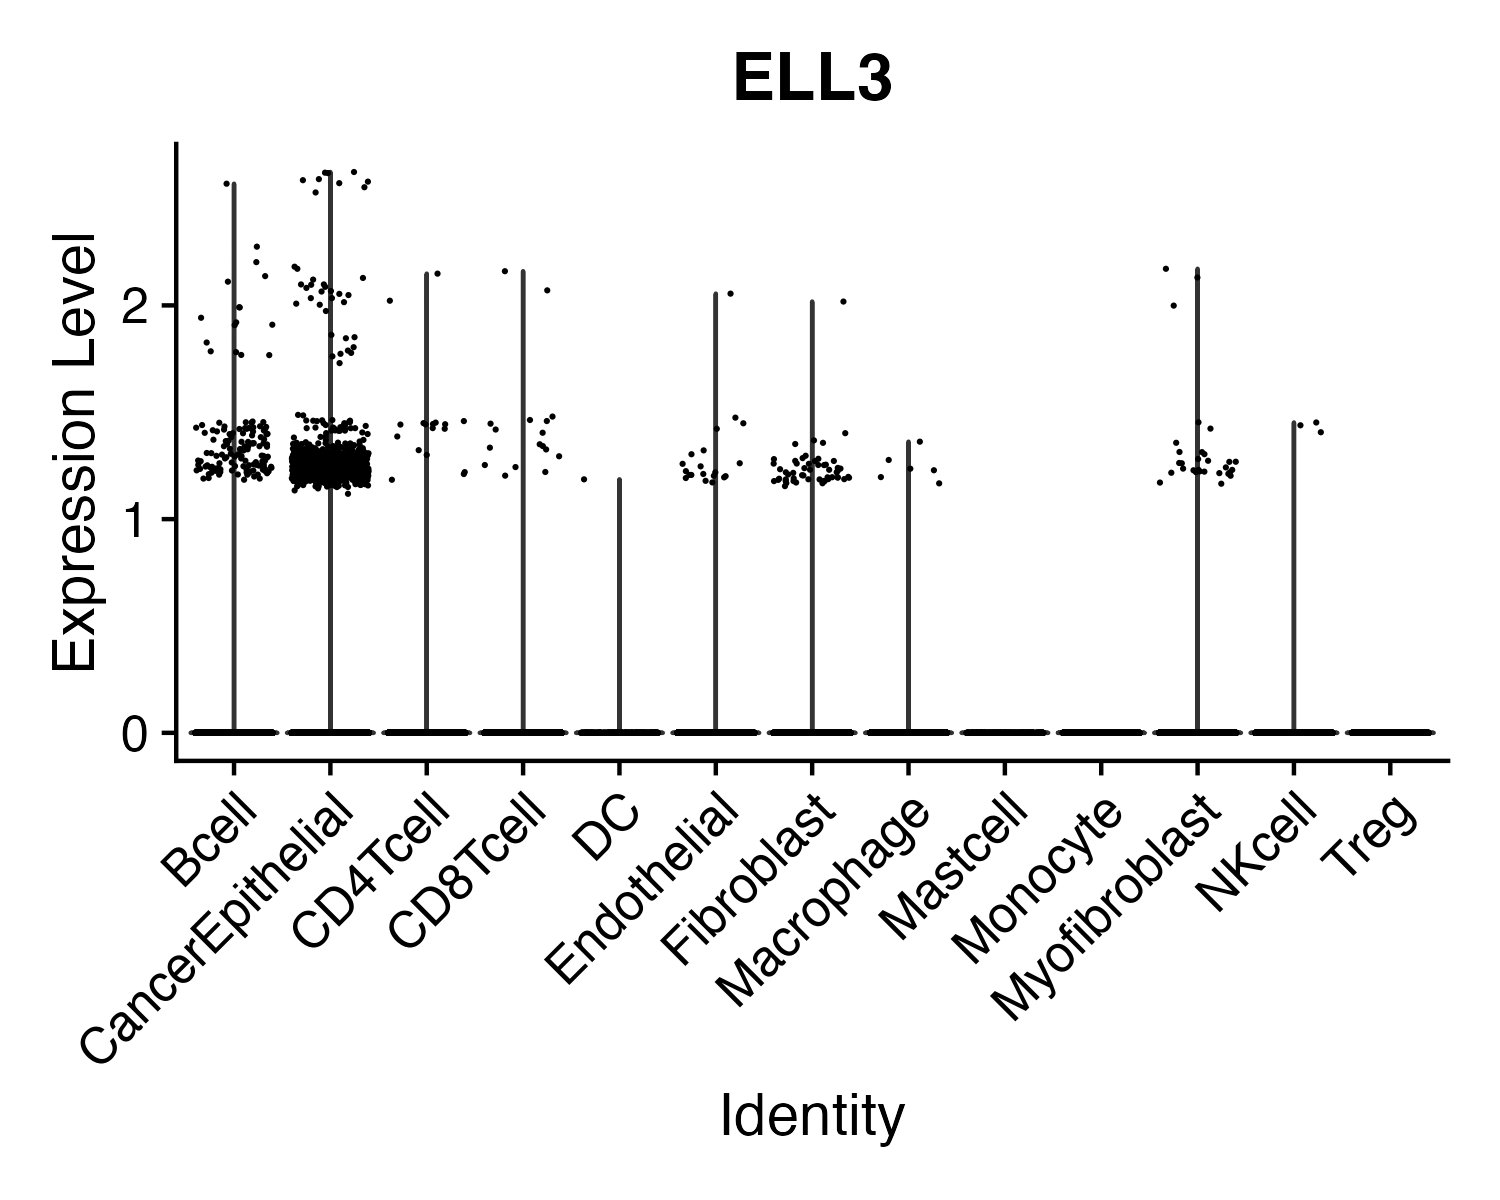 ELL3
Expression Level
2
1
0
Bcell
CancerEpithelial
CD4Tcell
CD8Tcell
DC
Endothelial
Fibroblast
Macrophage
Mastcell
Monocyte
Myofibroblast
NKcell
Treg
Identity